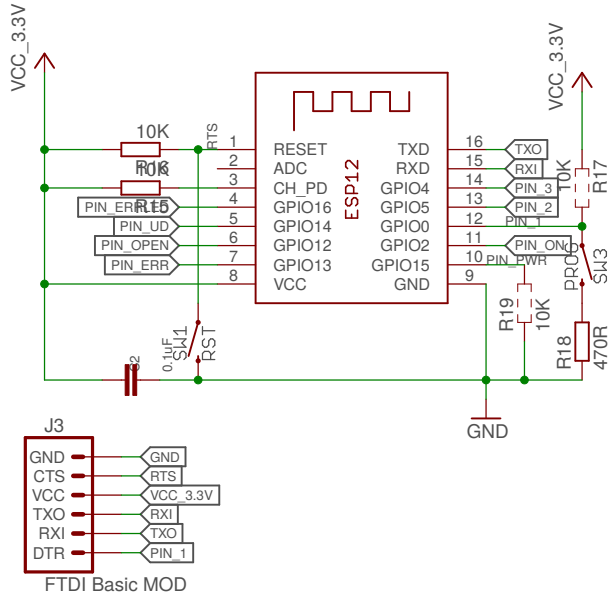 VCC_3.3V
VCC_3.3V
10K
R16
RTS
10K
R15
1 RESET
2 ADC
3 CH_PD
4 GPIO16
5 GPIO14
6 GPIO12
7 GPIO13
8 VCC
ESP12
TXD 16 TXO
RXD 15 RXI
GPIO4 14 PIN_3
GPIO5 13 PIN_2
GPIO0 12 PIN_1
GPIO2 11 PIN_ON
GPIO15 10 PIN_PWR
GND 9
PIN_UD
PIN_OPEN
PIN_ERR
10K
R17
SW3
R19
10K
R18
470R
0.1uF
SW1
RST
GND
J3
GND GND
CTS RTS
VCC VCC_3.3V
TXO RXI
RXI TXO
DTR PIN_1
FTDI Basic MOD